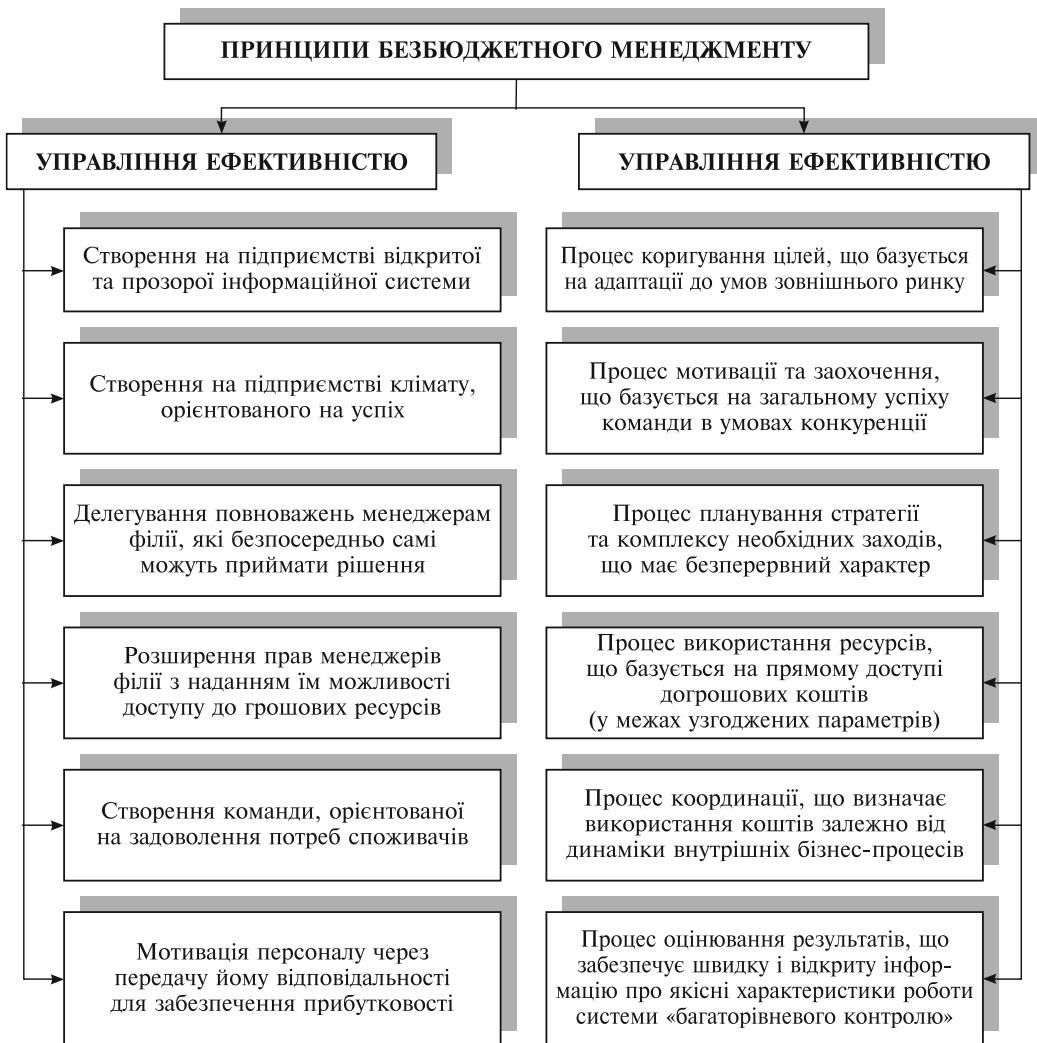 ПРИНЦИПИ БЕЗБЮДЖЕТНОГО МЕНЕДЖМЕНТУ
УПРАВЛІННЯ ЕФЕКТИВНІСТЮ
Створення на підприємстві відкритої
та прозорої інформаційної системи
Створення на підприємстві клімату,
орієнтованого на успіх
Делегування повноважень менеджерам
філії, які безпосередньо самі
можуть приймати рішення
Розширення прав менеджерів
філії з наданням їм можливості
доступу до грошових ресурсів
Створення команди, орієнтованої
на задоволення потреб споживачів
Мотивація персоналу через
передачу йому відповідальності
для забезпечення прибутковості
УПРАВЛІННЯ ЕФЕКТИВНІСТЮ
Процес коригування цілей, що базується
на адаптації до умов зовнішнього ринку
Процес мотивації та заохочення,
що базується на загальному успіху
команди в умовах конкуренції
Процес планування стратегії
та комплексу необхідних заходів,
що має безперервний характер
Процес використання ресурсів,
що базується на прямому доступі
догрошових коштів
(у межах узгоджених параметрів)
Процес координації, що визначає
використання коштів залежно від
динаміки внутрішніх бізнес-процесів
Процес оцінювання результатів, що
забезпечує швидку і відкриту інфор-
мацію про якісні характеристики роботи
системи «багаторівневого контролю»